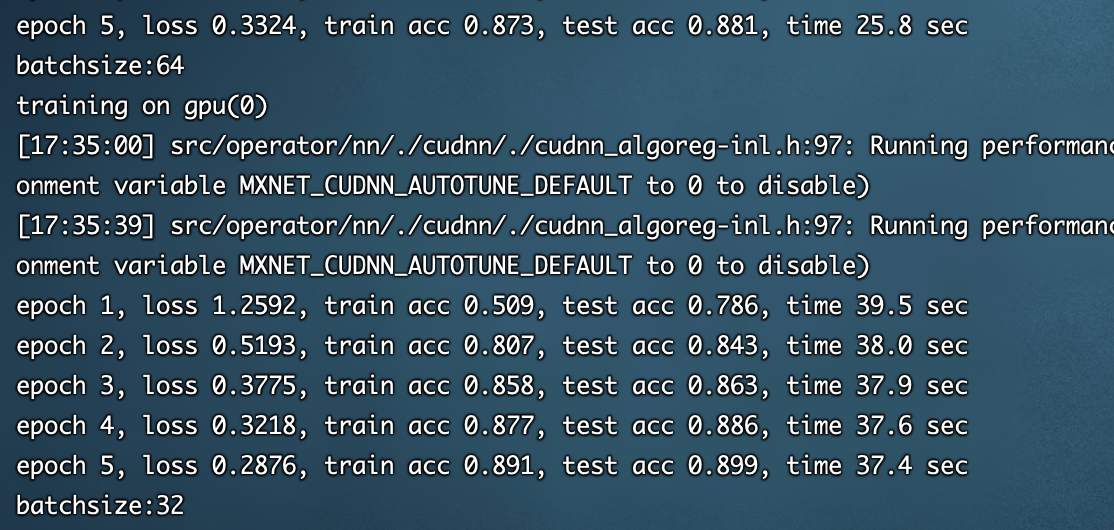 epoch 5, loss 0.3324, train acc 0.873, test acc 0.881, time 25.8 sec
batchsize:64
training on gpu(0)
[17:35:00] src/operator/nn/./cudnn/./cudnn_algoreg-inl.h:97: Running
onment variable MXNET_CUDNN_AUTOTUNE_DEFAULT to 0 to disable)
[17:35:39] src/operator/nn/./cudnn/./cudnn_algoreg-inl.h:97: Running
onment variable MXNET_CUDNN_AUTOTUNE_DEFAULT to 0 to disable)
epoch 1, loss 1.2592, train acc 0.509, test acc 0.786, time 39.5 sec
epoch 2, loss 0.5193, train acc 0.807, test acc 0.843, time 38.0 sec
epoch 3, loss 0.3775, train acc 0.858, test acc 0.863, time 37.9 sec
epoch 4, loss 0.3218, train acc 0.877, test acc 0.886, time 37.6 sec
epoch 5, loss 0.2876, train acc 0.891, test acc 0.899, time 37.4 sec
batchsize:32